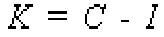 K = C - I